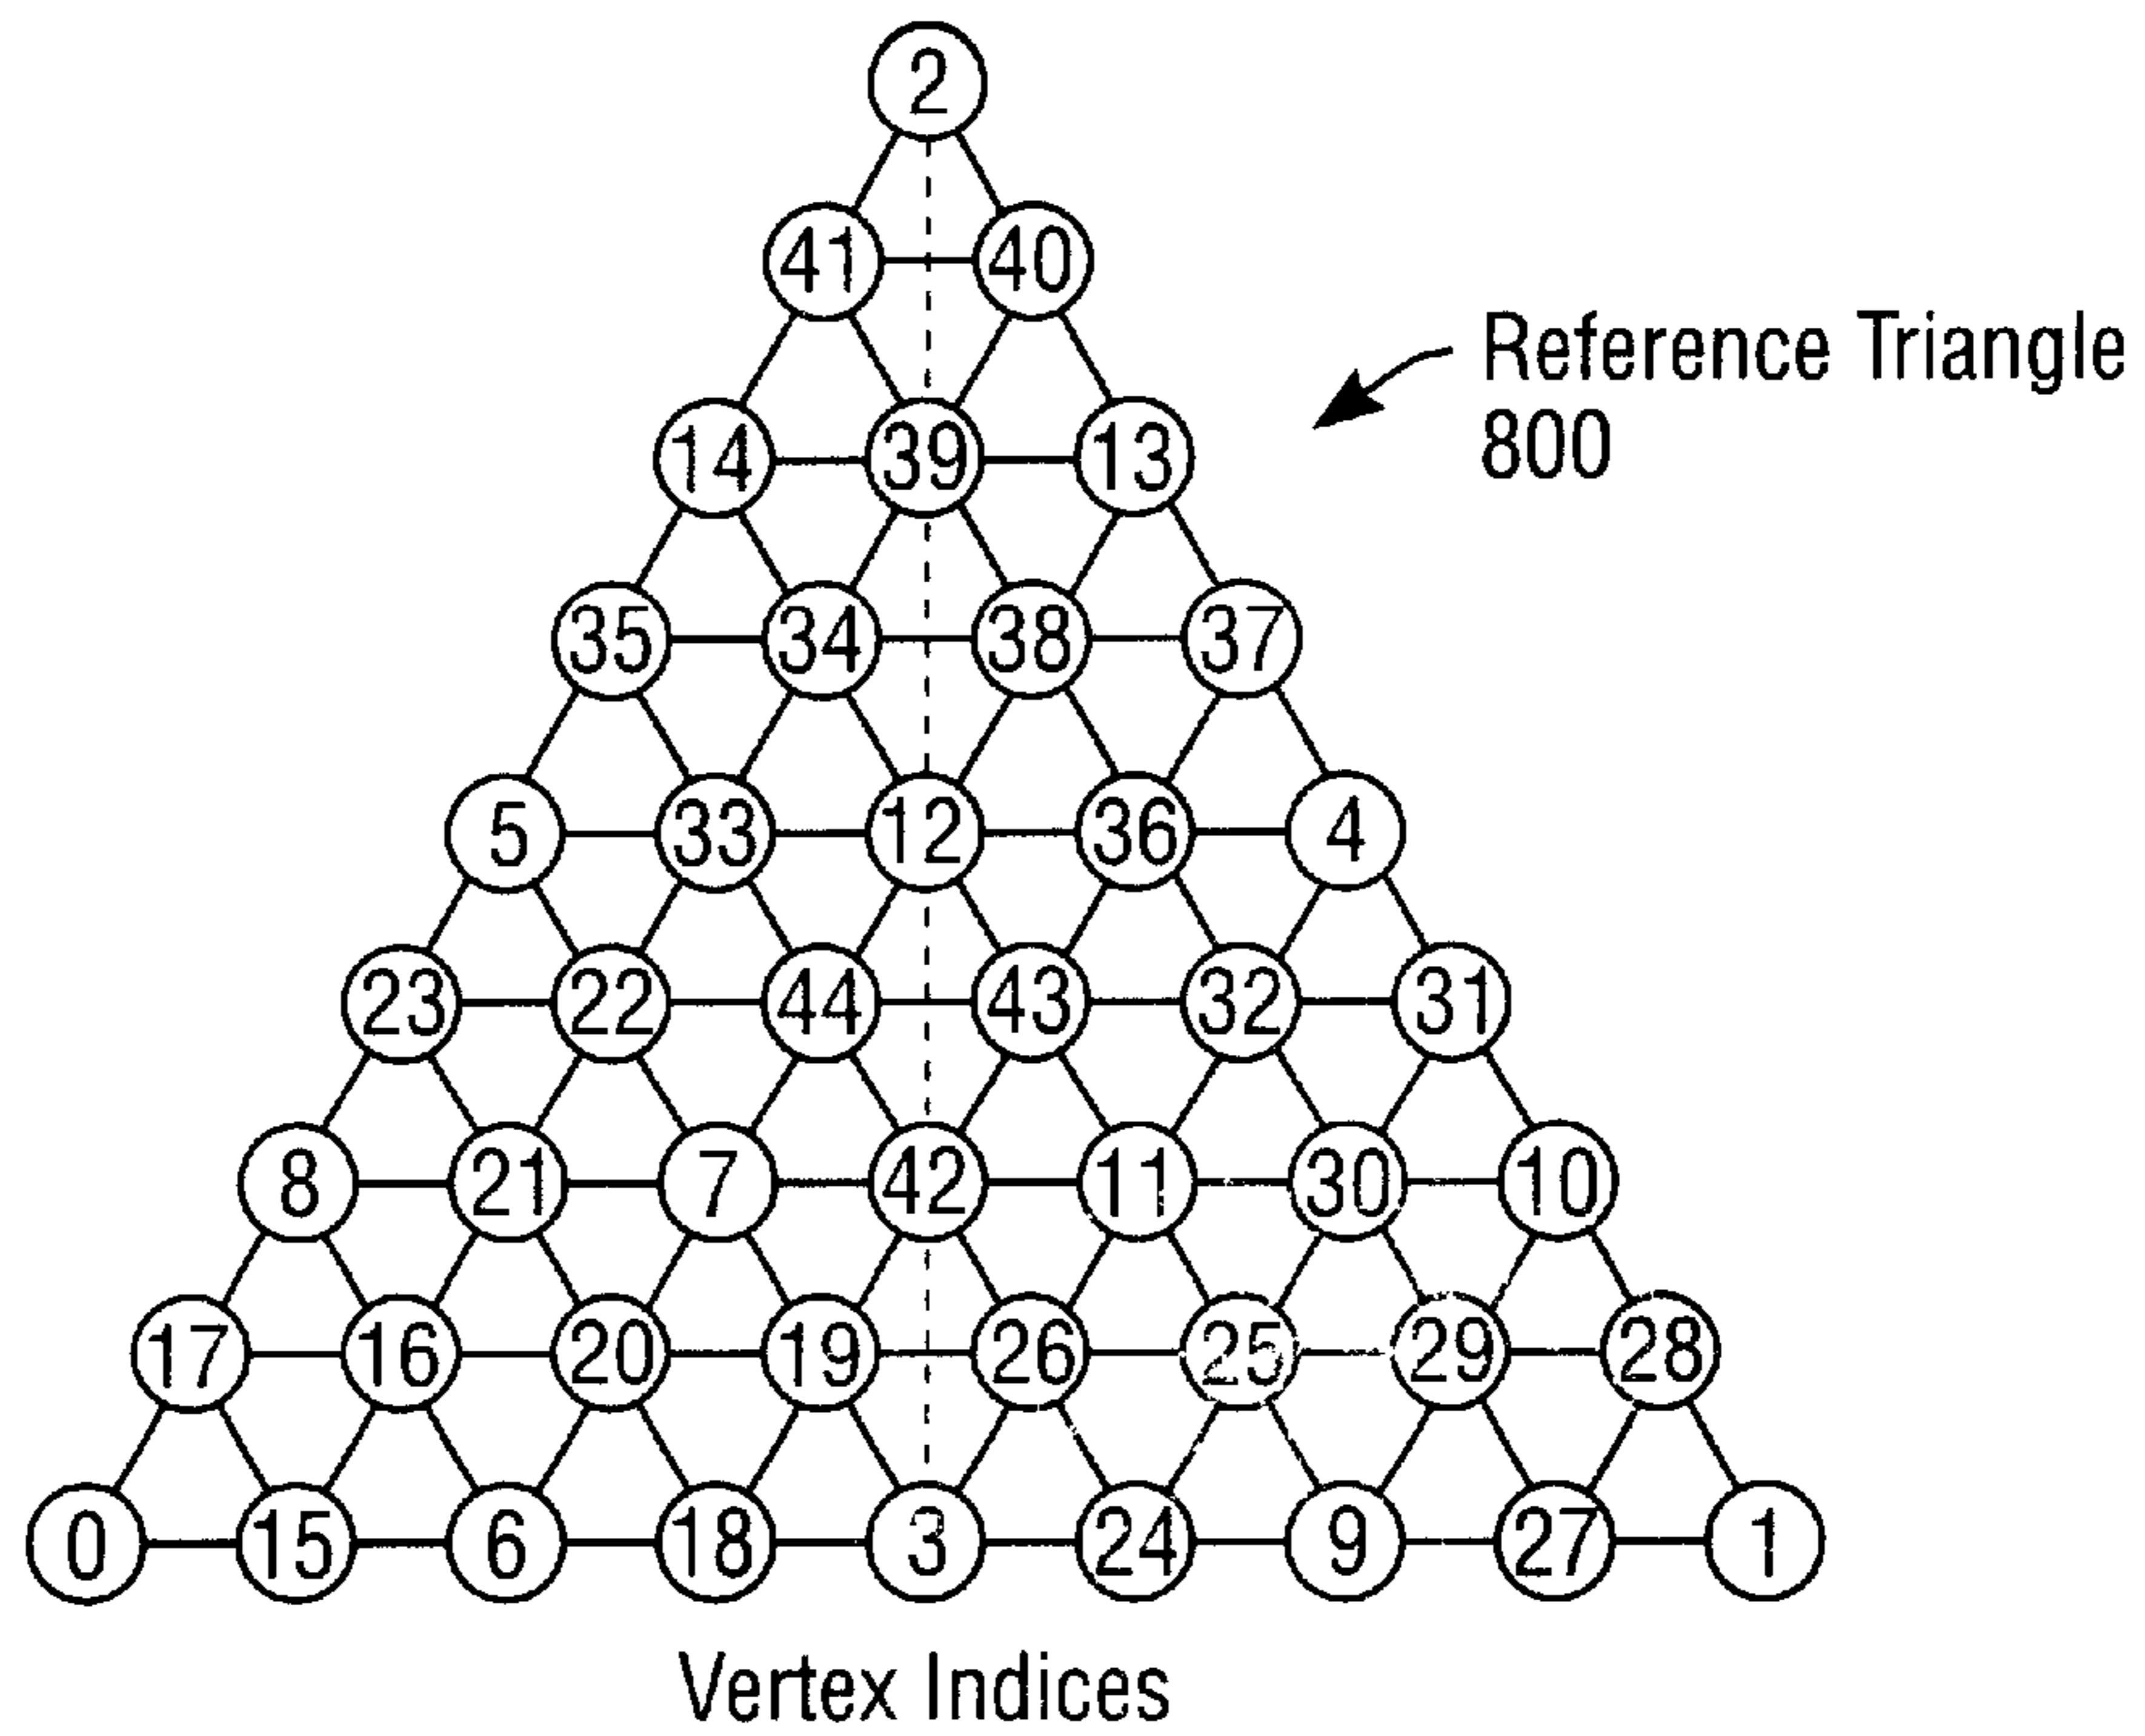 2
41 40
Reference Triangle
800
14 39 13
35 34 38 37
5 33 12 36 4
23 22 44 43 32 31
8 21 7 42 11 30 10
17 16 20 19 26 25 29 28
0 15 6 18 3 24 9 27 1
Vertex Indices